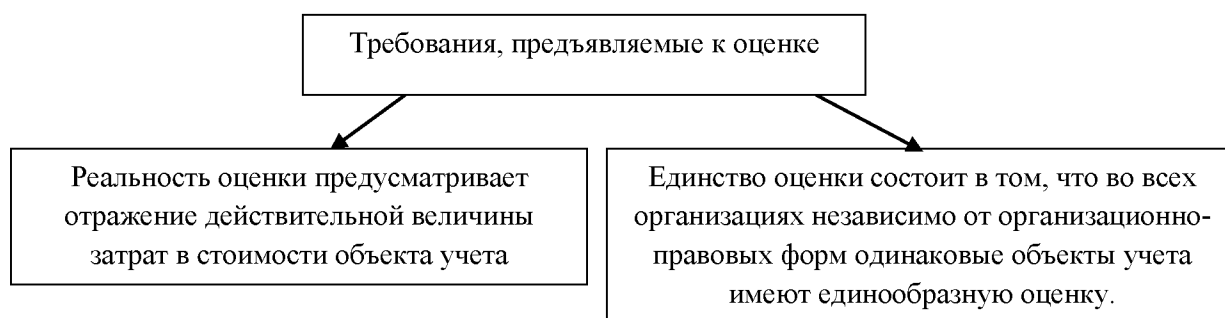 Требования, предъявляемые к оценке
Реальность оценки предусматривает
отражение действительной величины
затрат в стоимости объекта учета
Единство оценки состоит в том, что во всех
организациях независимо от организационно-
правовых форм одинаковые объекты учета
имеют единообразную оценку.